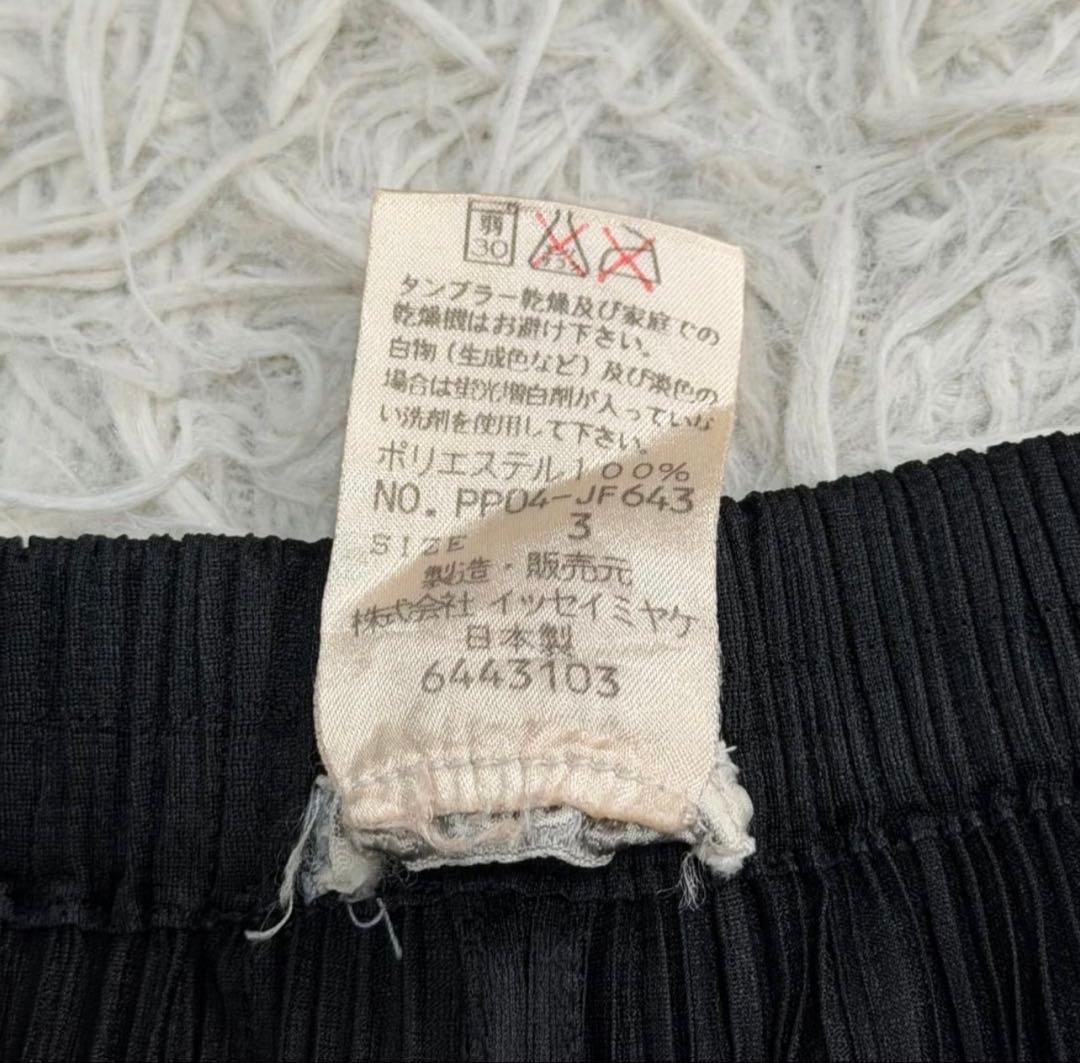 弱
30
タンブラー乾燥及び家庭での
乾燥機はお避け下さい。
白物(生成色など)及び淡色の
場合は蛍光増白剤が入っていな
い洗剤を使用して下さい。
ポリエステル100%
NO. PP04-JF643
SIZE 3
製造・販売元
株式会社 イッセイミヤケ
日本製
6443103